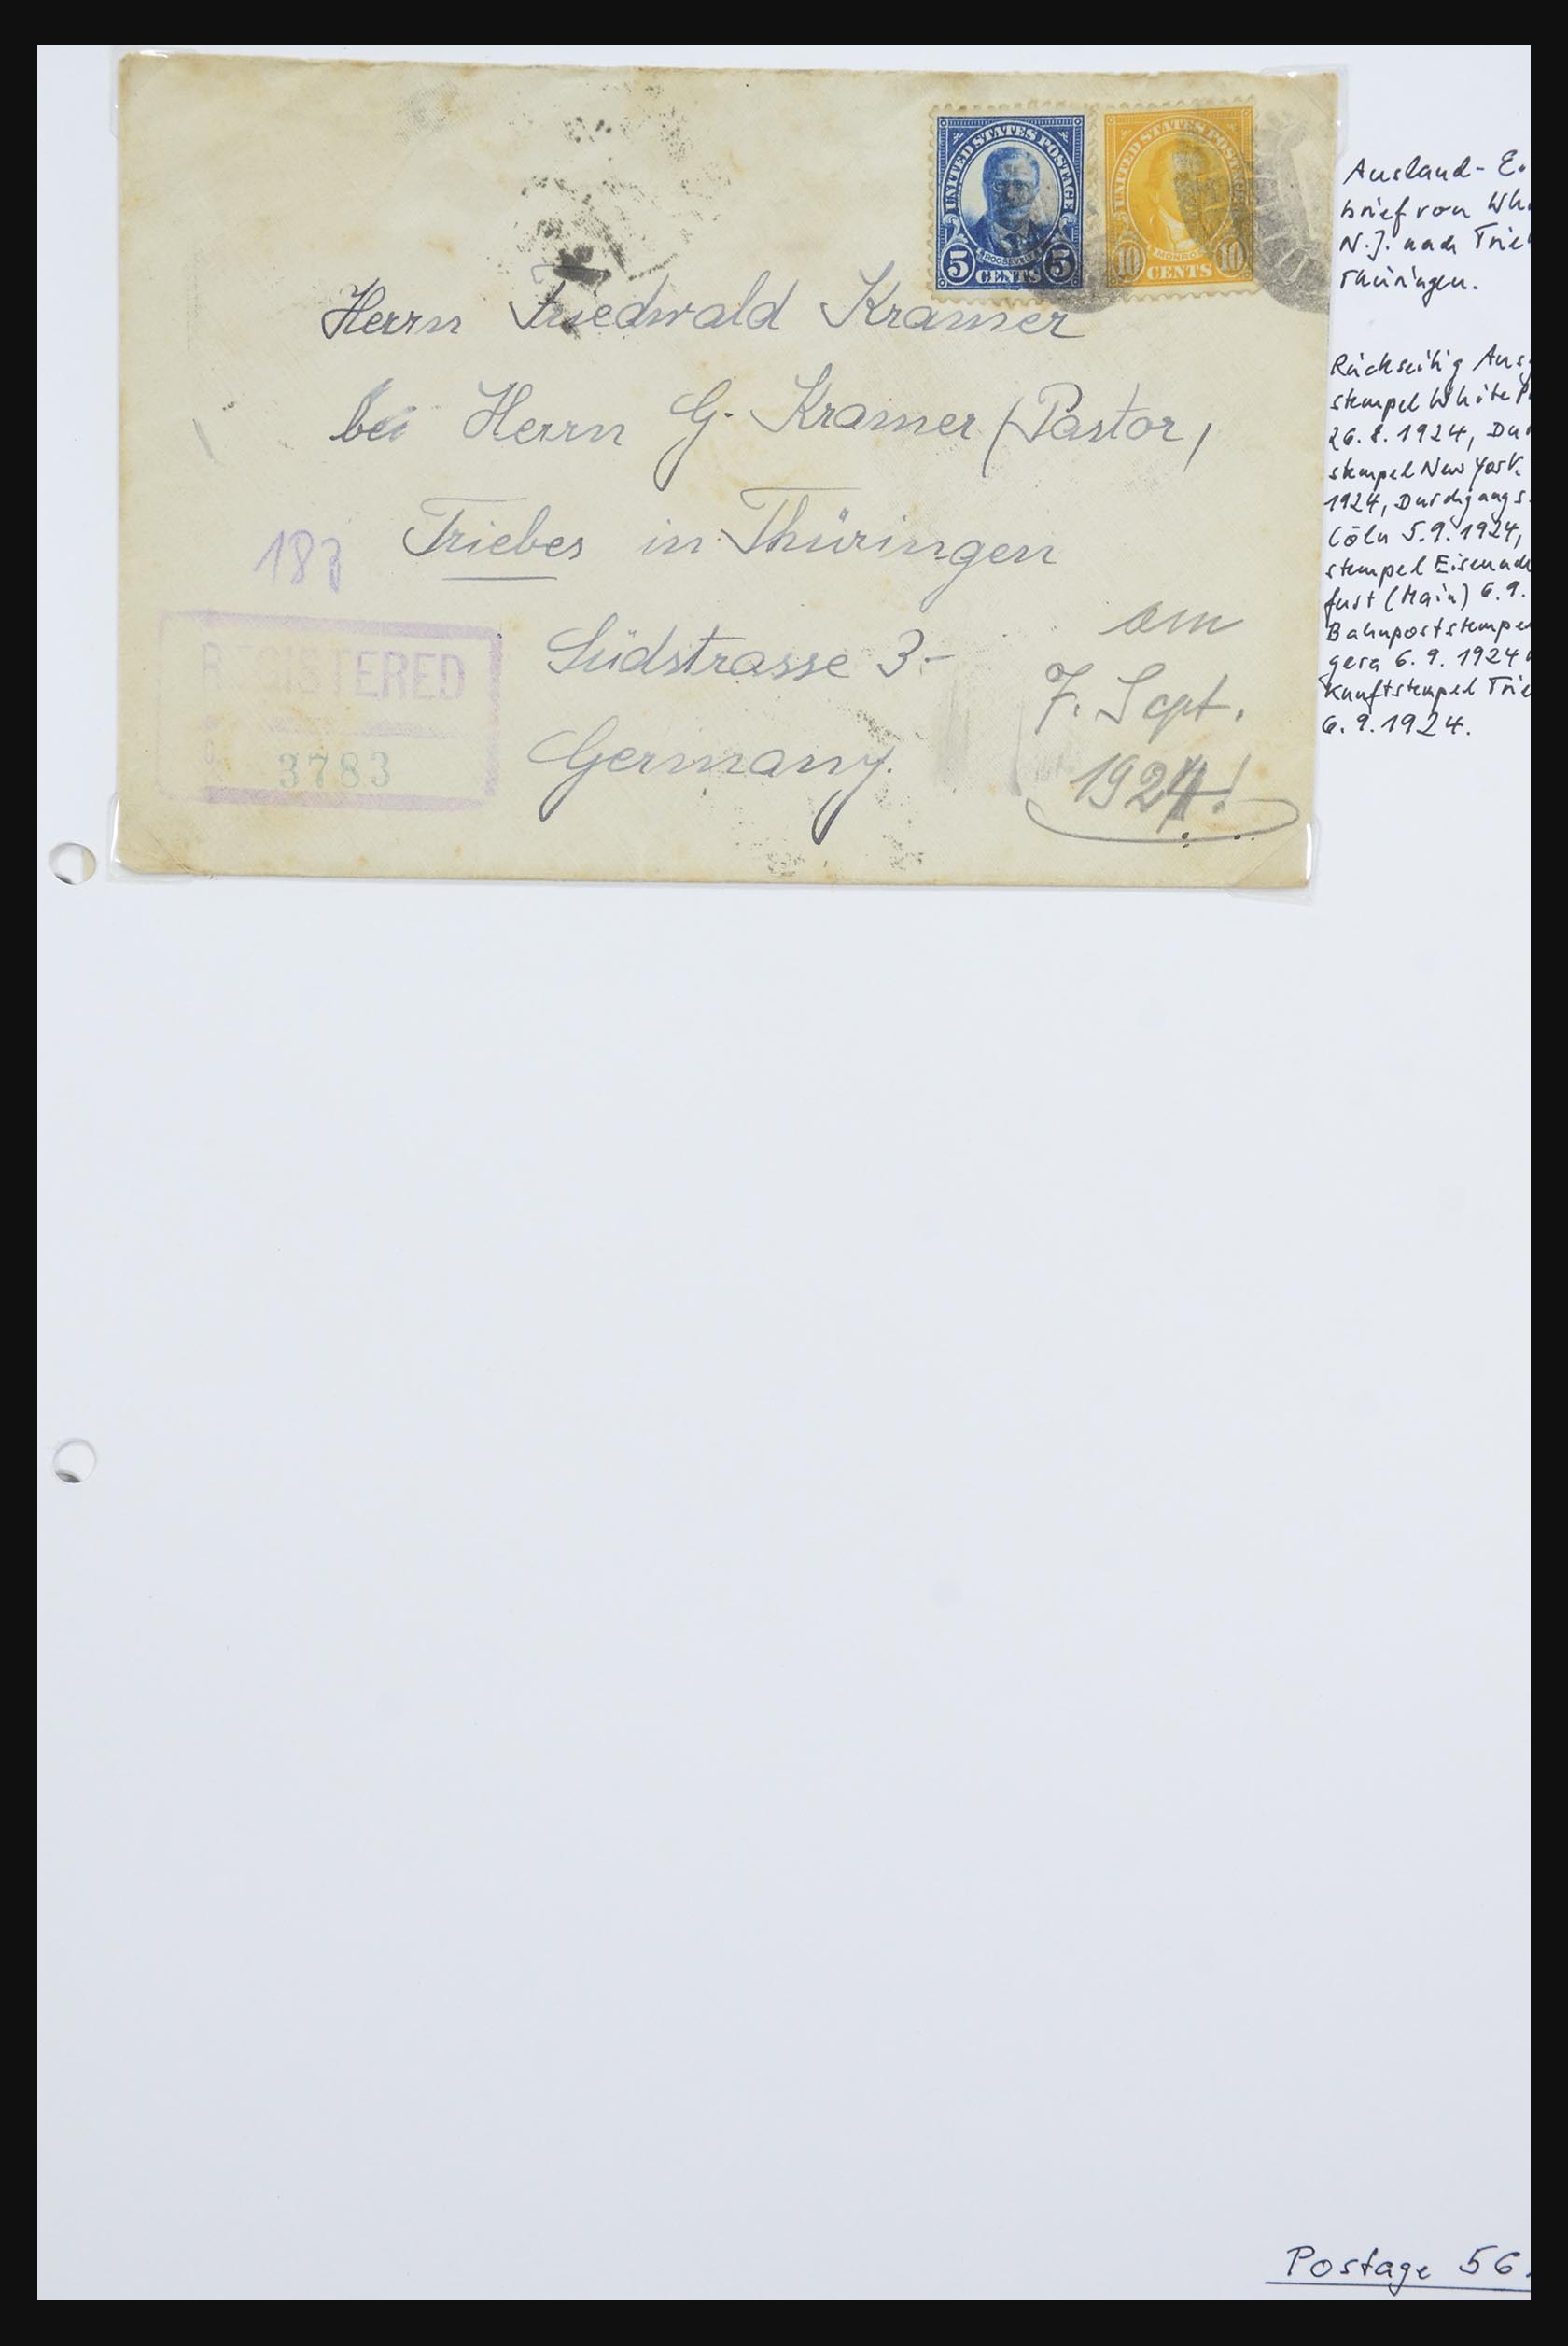 UNITED STATES POSTAGE
ROOSEVELT
5 CENTS 5
UNITED STATES POSTAGE
MONROE
10 CENTS 10
Herrn Friedwald Kramer
bei Herrn G. Kramer (Pastor)
Triebes in Thüringen
Südstrasse 3-
Germany.
183
REGISTERED
3783
am
7. Sept.
1924!
Ausland- E.
brief von Wh
N.J. nach Trie
Thüringen.
Rückseitig Aus
stempel White P
26.8.1924, Du
stempel New York
1924, Durchgangs
Cöln 5.9.1924,
stempel Eisenach
furt (Main) 6.9.
Bahnpoststempe
gera 6.9.1924
kunftstempel Trie
6.9.1924.
Postage 56.